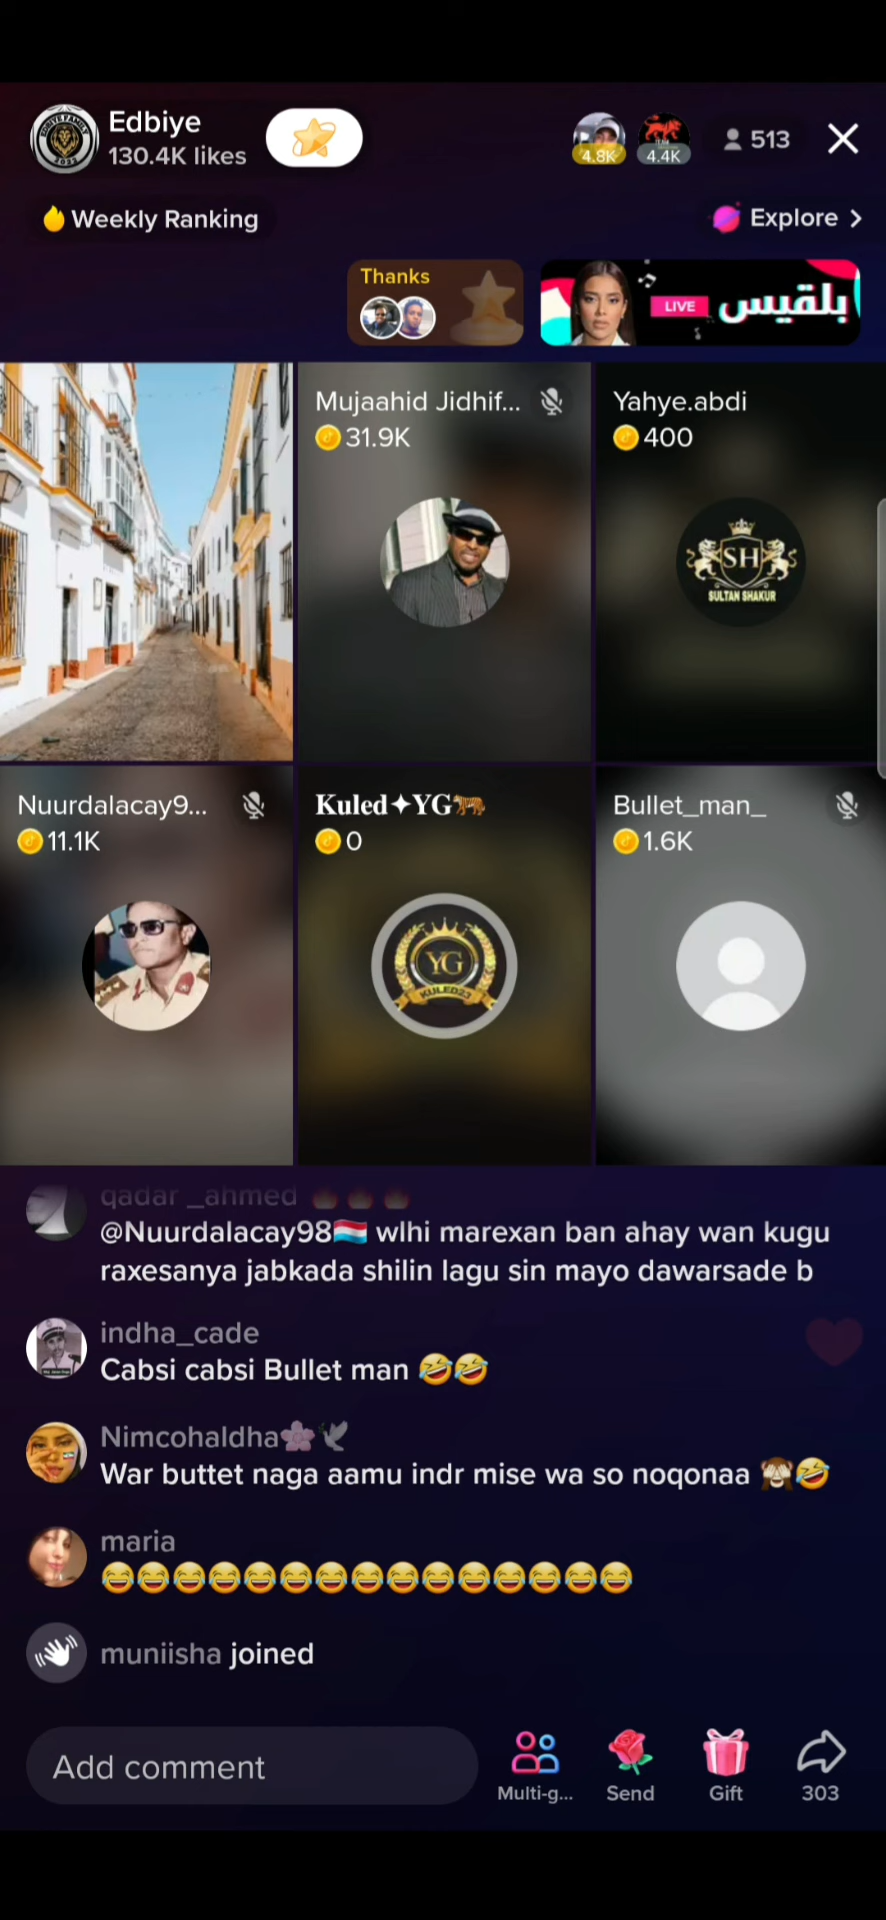 Edbiye
130.4K likes
4.8K
4.4K
513
Weekly Ranking
Explore
Thanks
LIVE
بلقيس
Mujaahid Jidhif...
31.9K
Yahye.abdi
400
SH
SULTAN SHAKUR
Nuurdalacay9...
11.1K
Kuled✦YG🐅
0
YG
KULED23
Bullet_man_
1.6K
qadar _ahmed 🔥🔥🔥
@Nuurdalacay98🇱🇺 wlhi marexan ban ahay wan kugu
raxesanya jabkada shilin lagu sin mayo dawarsade b
indha_cade
Cabsi cabsi Bullet man 🤣🤣
Nimcohaldha🌸🕊
War buttet naga aamu indr mise wa so noqonaa 🙈🤣
maria
😂😂😂😂😂😂😂😂😂😂😂😂😂😂😂
muniisha joined
Add comment
Multi-g...
Send
Gift
303